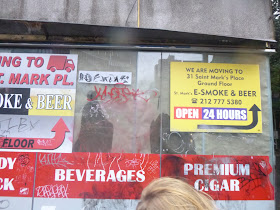 NG TO
. MARK PL.
OKE & BEER
FLOOR
WE ARE MOVING TO
21 Saint Mark's Place
Ground Floor
St. Mark's E-SMOKE & BEER
☎ 212 777 5380
OPEN 24 HOURS
BEVERAGES
PREMIUM
CIGAR
DY
CK